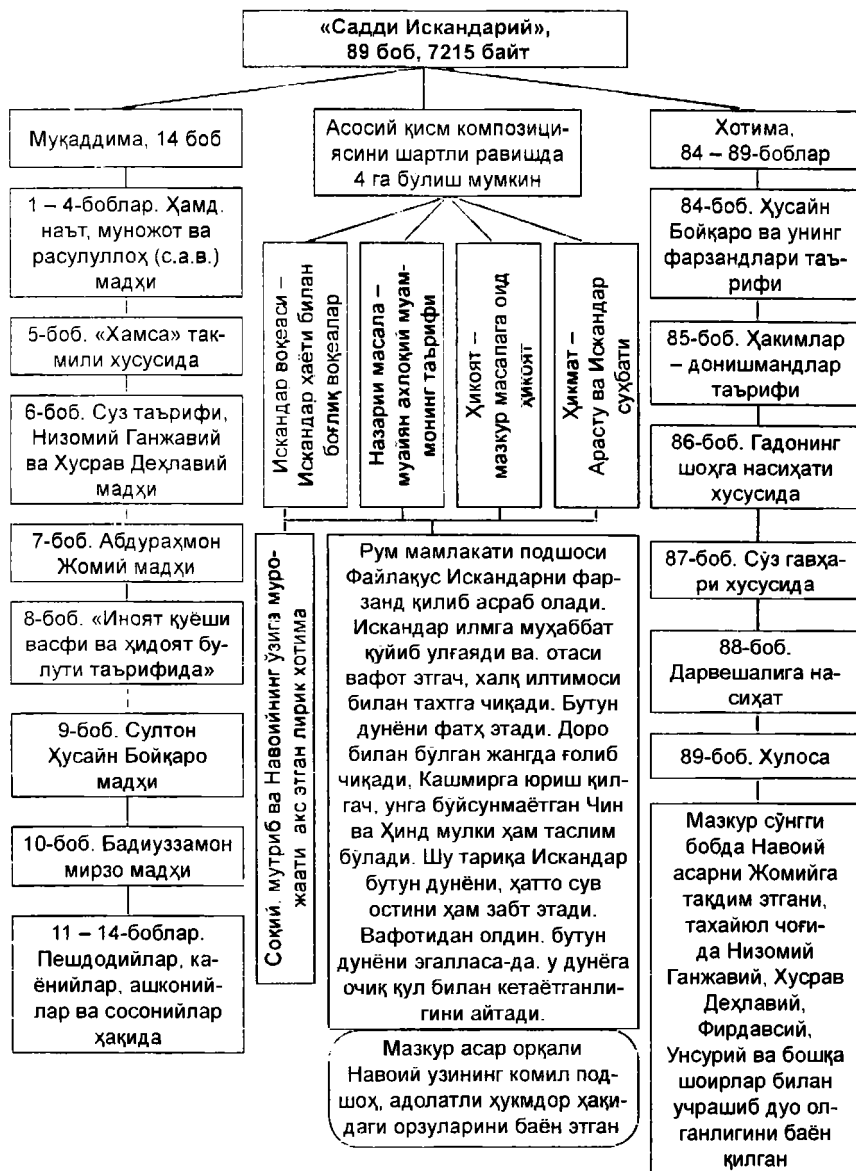 «Садди Искандарий»,
89 боб, 7215 байт
Муқаддима, 14 боб
1 – 4-боблар. Ҳамд.
наът, муножот ва
расулуллоҳ (с.а.в.)
мадҳи
5-боб. «Хамса» так-
мили хусусида
6-боб. Суз таърифи,
Низомий Ганжавий
ва Хусрав Деҳлавий
мадҳи
7-боб. Абдураҳмон
Жомий мадҳи
8-боб. «Иноят қуёши
васфи ва ҳидоят бу-
лути таърифида»
9-боб. Султон
Ҳусайн Бойқаро
мадҳи
10-боб. Бадиуззамон
мирзо мадҳи
11 – 14-боблар.
Пешдодийлар, ка-
ёнийлар, ашконий-
лар ва сосонийлар
ҳақида
Асосий қисм композици-
ясини шартли равишда
4 га булиш мумкин
Искандар воқеаси –
Искандар ҳаёти билан
боғлиқ воқеалар
Назарии масала –
муайян ахлоқий муам-
монинг таърифи
Ҳикоят –
мазкур масалага оид
ҳикоят
Ҳикмат –
Арасту ва Искандар
суҳбати
Соқий. мутриб ва Навоийнинг ўзига муро-
жаати акс этган лирик хотима
Рум мамлакати подшоси
Файлақус Искандарни фар-
занд қилиб асраб олади.
Искандар илмга муҳаббат
қуйиб улғаяди ва. отаси
вафот этгач, халқ илтимоси
билан тахтга чиқади. Бутун
дунёни фатҳ этади. Доро
билан булган жангда ғолиб
чиқади, Кашмирга юриш қил-
гач, унга буйсунмаётган Чин
ва Ҳинд мулки ҳам таслим
бўлади. Шу тариқа Искандар
бутун дунёни, ҳатто сув
остини ҳам забт этади.
Вафотидан олдин. бутун
дунёни эгалласа-да. у дунёга
очиқ қул билан кетаётганли-
гини айтади.
Мазкур асар орқали
Навоий узининг комил под-
шоҳ, адолатли ҳукмдор ҳақи-
даги орзуларини баён этган
Хотима,
84 – 89-боблар
84-боб. Ҳусайн
Бойқаро ва унинг
фарзандлари таъ-
рифи
85-боб. Ҳакимлар
– донишмандлар
таърифи
86-боб. Гадонинг
шоҳга насиҳати
хусусида
87-боб. Сўз гавҳа-
ри хусусида
88-боб.
Дарвешалига на-
сиҳат
89-боб. Хулоса
Мазкур сўнгги
бобда Навоий
асарни Жомийга
тақдим этгани,
тахайюл чоғи-
да Низомий
Ганжавий, Хусрав
Деҳлавий,
Фирдавсий,
Унсурий ва бошқа
шоирлар билан
учрашиб дуо ол-
ганлигини баён
қилган